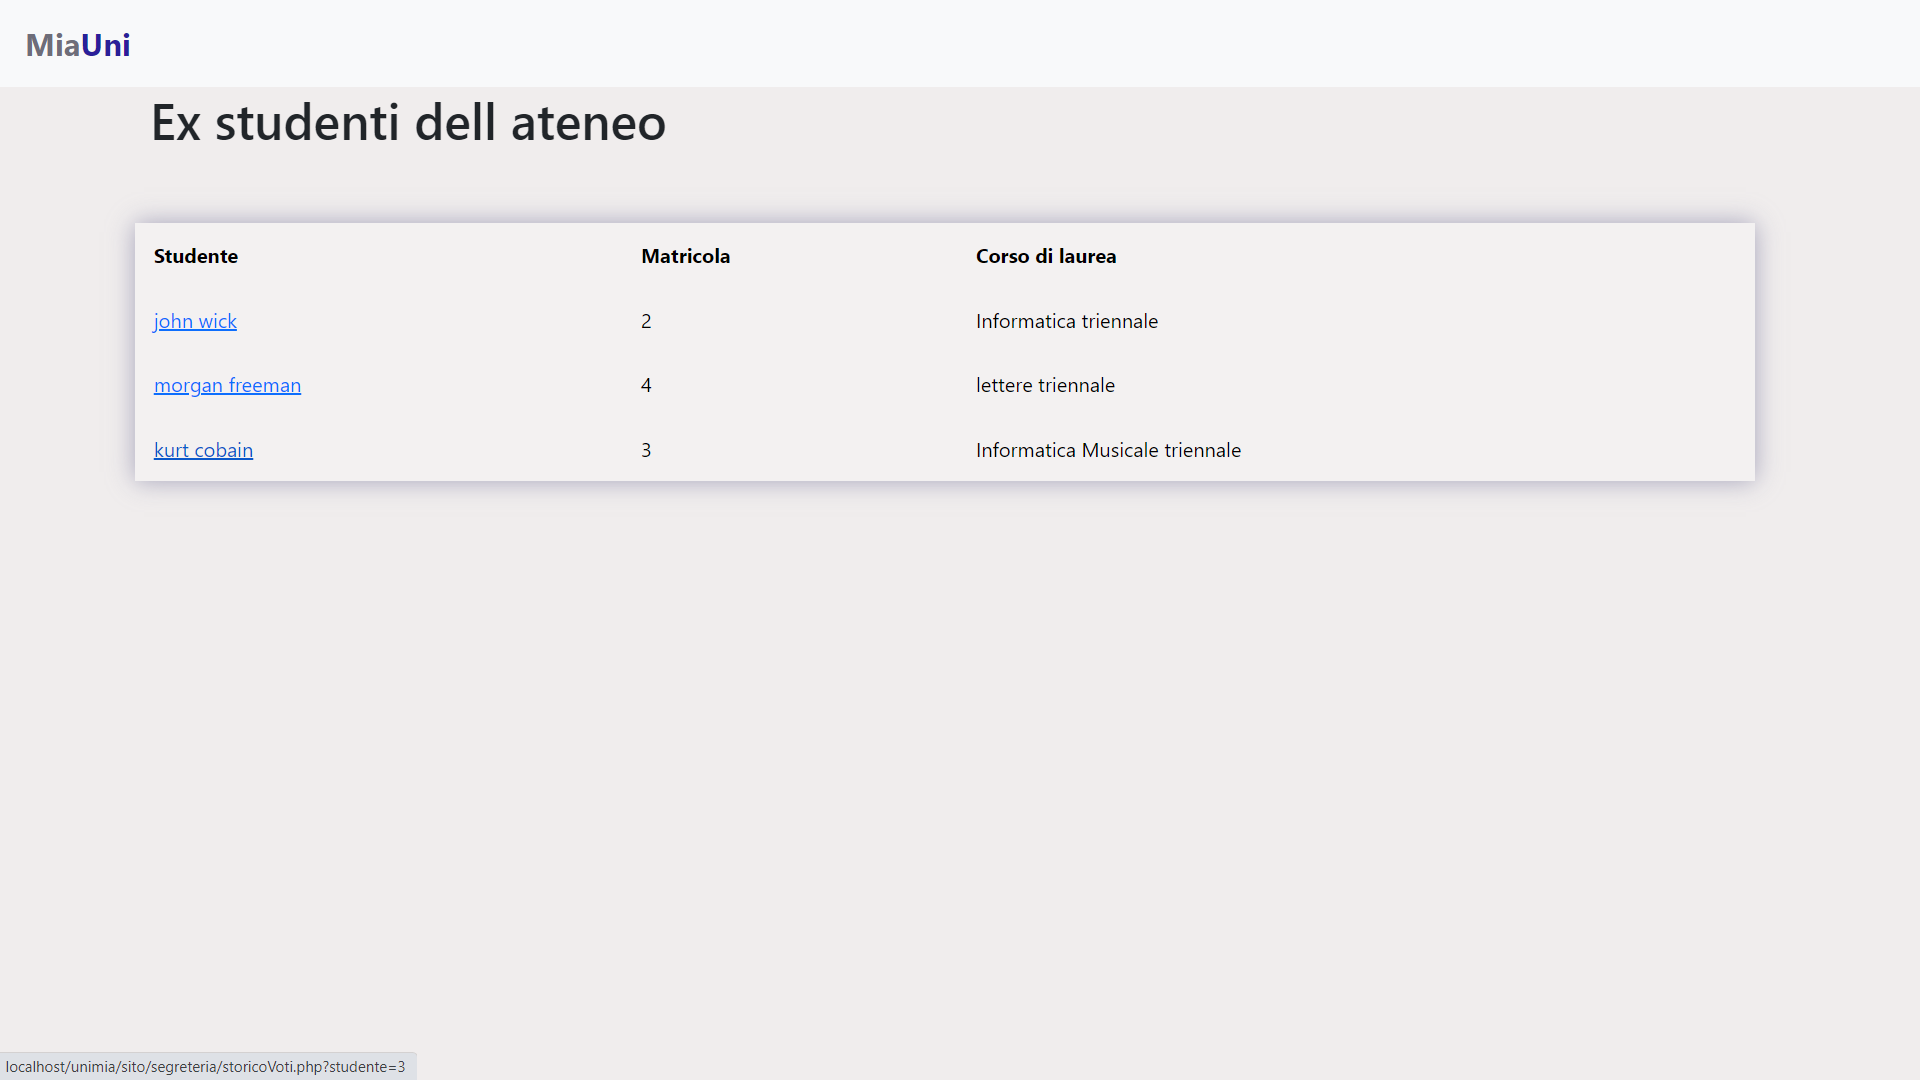 MiaUni
Ex studenti dell ateneo
Studente Matricola Corso di laurea
john wick 2 Informatica triennale
morgan freeman 4 lettere triennale
kurt cobain 3 Informatica Musicale triennale
localhost/unimia/sito/segreteria/storicoVoti.php?studente=3